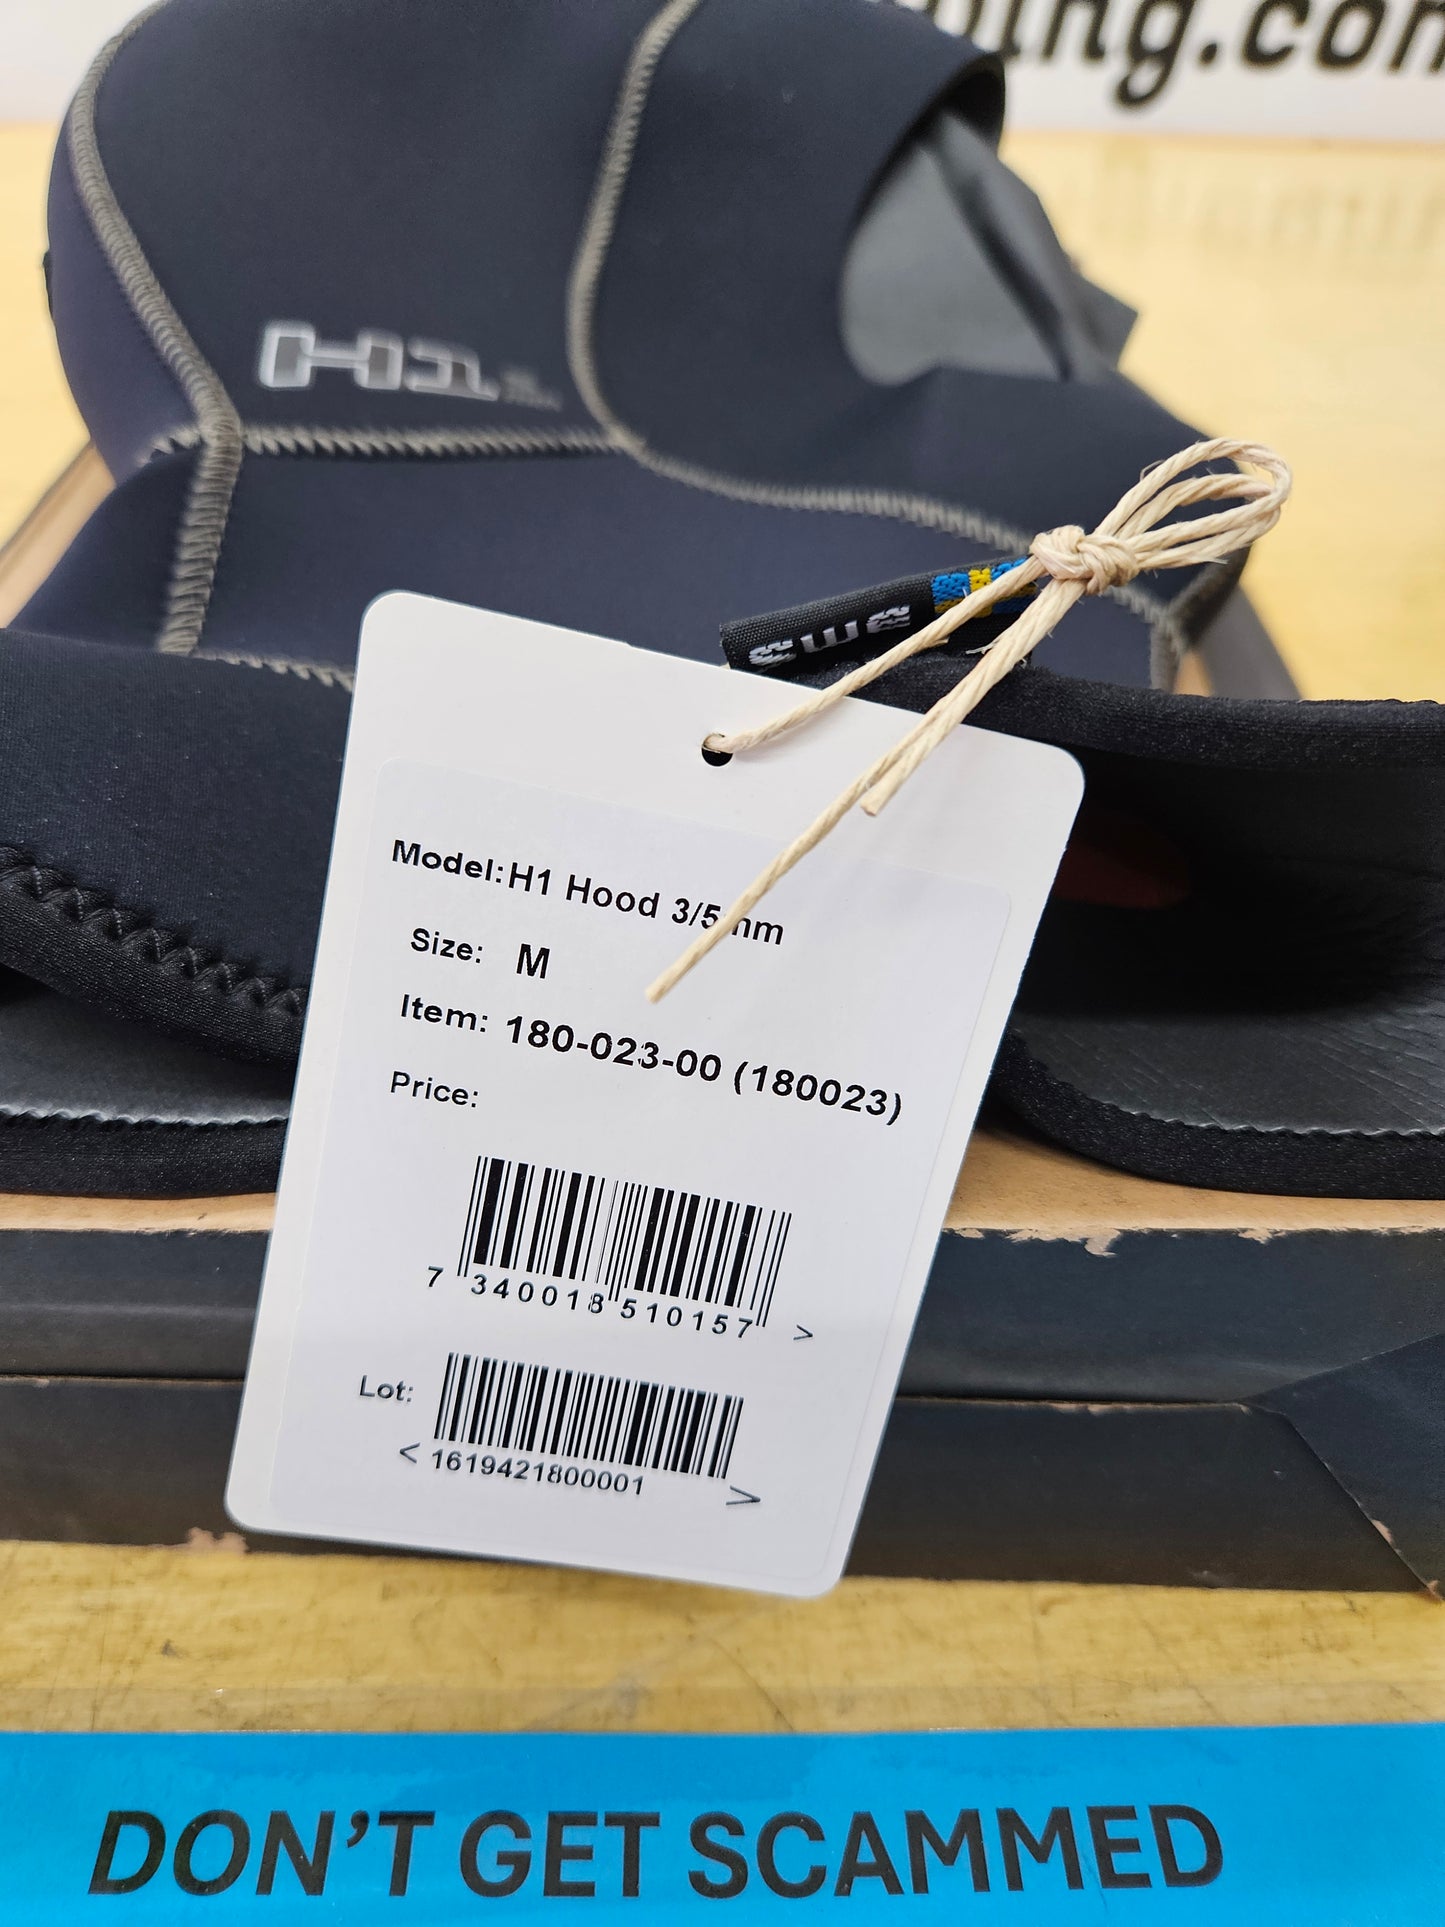 H1
Model:H1 Hood 3/5mm
Size: M
Item: 180-023-00 (180023)
Price:
7 340018 510157 >
Lot:
< 1619421800001 >
DON'T GET SCAMMED